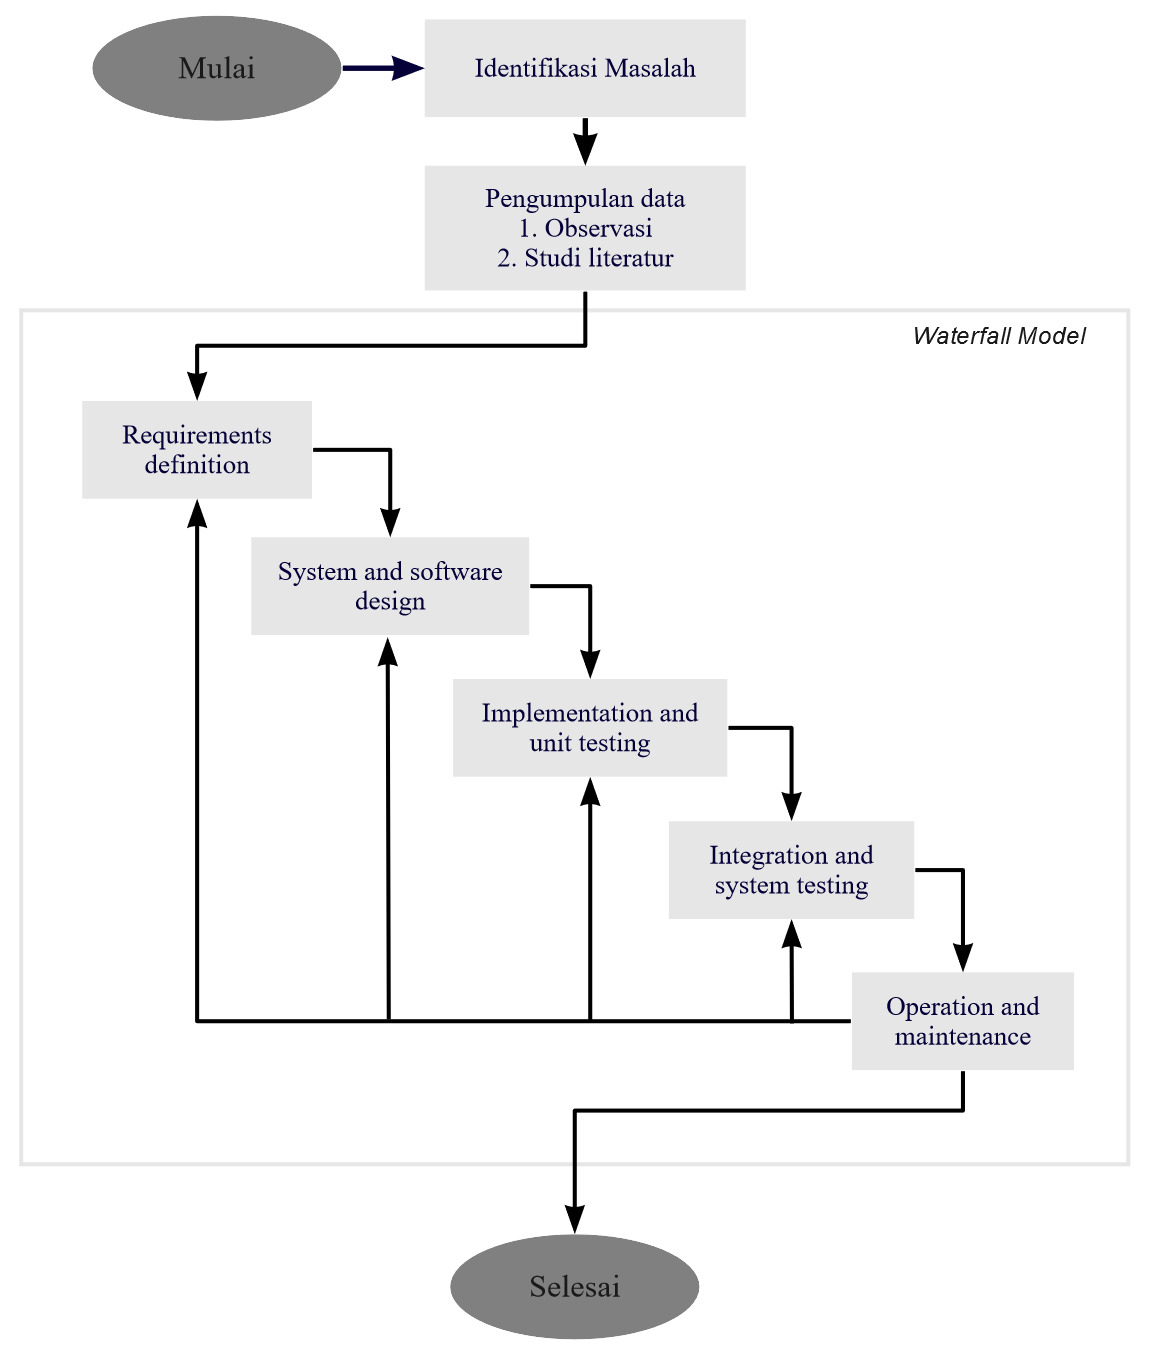 Mulai
Identifikasi Masalah
Pengumpulan data
1. Observasi
2. Studi literatur
Waterfall Model
Requirements
definition
System and software
design
Implementation and
unit testing
Integration and
system testing
Operation and
maintenance
Selesai